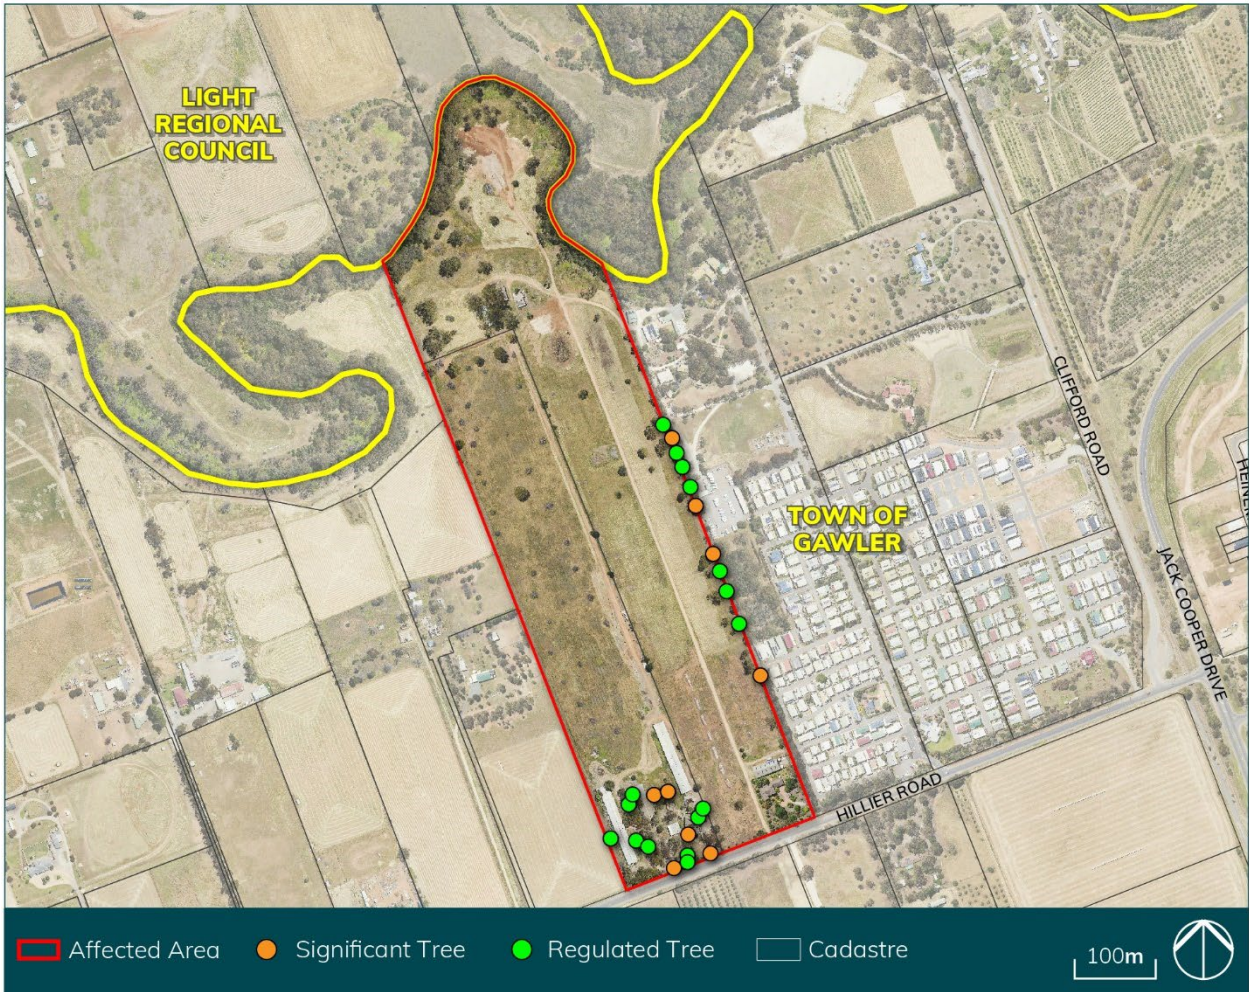 LIGHT
REGIONAL
COUNCIL
CLIFFORD ROAD
TOWN OF
GAWLER
JACK COOPER DRIVE
HILLIER ROAD
Affected Area
Significant Tree
Regulated Tree
Cadastre
100m